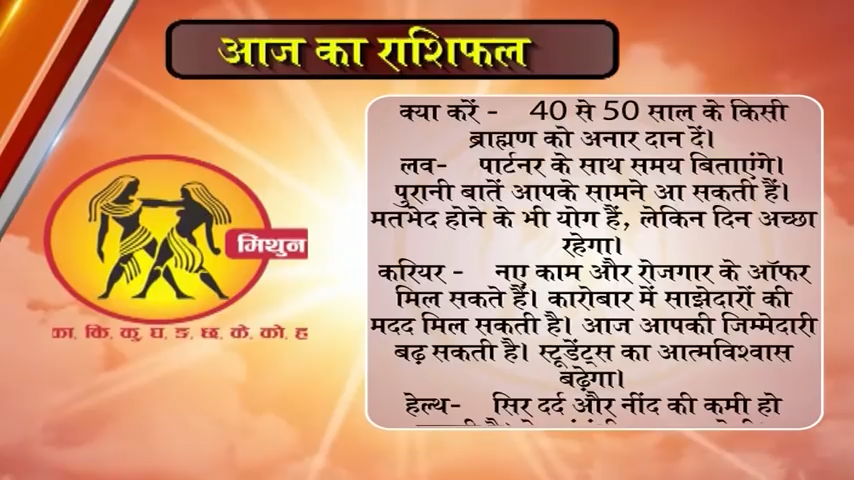 आज का राशिफल
क्या करें - 40 से 50 साल के किसी
ब्राह्मण को अनार दान दें।
लव- पार्टनर के साथ समय बिताएंगे।
पुरानी बातें आपके सामने आ सकती हैं।
मतभेद होने के भी योग हैं, लेकिन दिन अच्छा
रहेगा।
करियर - नए काम और रोजगार के ऑफर
मिल सकते हैं। कारोबार में साझेदारों की
मदद मिल सकती है। आज आपकी जिम्मेदारी
बढ़ सकती है। स्टूडेंट्स का आत्मविश्वास
बढ़ेगा।
हेल्थ- सिर दर्द और नींद की कमी हो
मिथुन
का, कि, कु, घ, ङ, छ, के, को, ह